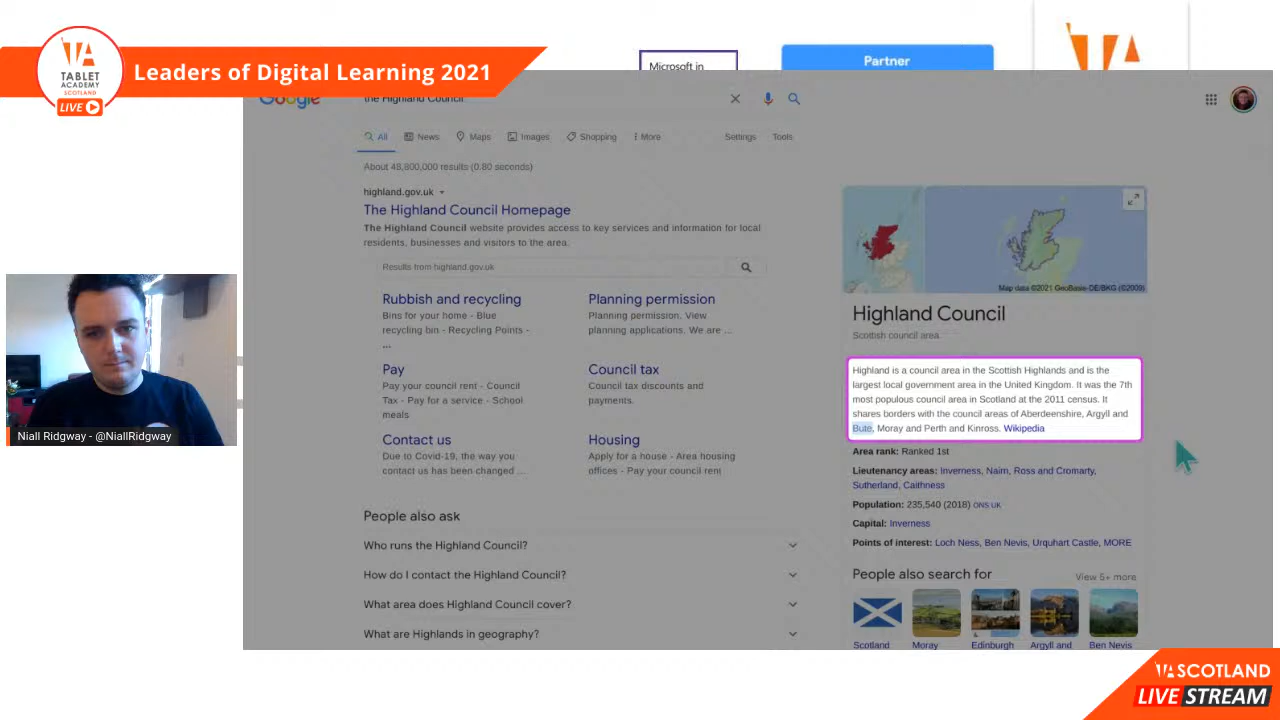 TABLET
ACADEMY
SCOTLAND
LIVE
Leaders of Digital Learning 2021
Microsoft in
Partner
Google
the Highland Council
All
News
Maps
Images
Shopping
More
Settings
Tools
About 48,800,000 results (0.80 seconds)
highland.gov.uk
The Highland Council Homepage
The Highland Council website provides access to key services and information for local
residents, businesses and visitors to the area.
Results from highland.gov.uk
Rubbish and recycling
Bins for your home - Blue
recycling bin - Recycling Points -
...
Planning permission
Planning permission. View
planning applications. We are ...
Pay
Pay your council rent - Council
Tax - Pay for a service - School
meals
Council tax
Council tax discounts and
payments.
Contact us
Due to Covid-19, the way you
contact us has been changed ...
Housing
Apply for a house - Area housing
offices - Pay your council rent
People also ask
Who runs the Highland Council?
How do I contact the Highland Council?
What area does Highland Council cover?
What are Highlands in geography?
Map data ©2021 GeoBasis-DE/BKG (©2009)
Highland Council
Scottish council area
Highland is a council area in the Scottish Highlands and is the
largest local government area in the United Kingdom. It was the 7th
most populous council area in Scotland at the 2011 census. It
shares borders with the council areas of Aberdeenshire, Argyll and
Bute, Moray and Perth and Kinross. Wikipedia
Area rank: Ranked 1st
Lieutenancy areas: Inverness, Nairn, Ross and Cromarty,
Sutherland, Caithness
Population: 235,540 (2018) ONS UK
Capital: Inverness
Points of interest: Loch Ness, Ben Nevis, Urquhart Castle, MORE
People also search for
View 5+ more
Scotland
Moray
Edinburgh
Argyll and
Ben Nevis
Niall Ridgway - @NiallRidgway
TA SCOTLAND
LIVE STREAM